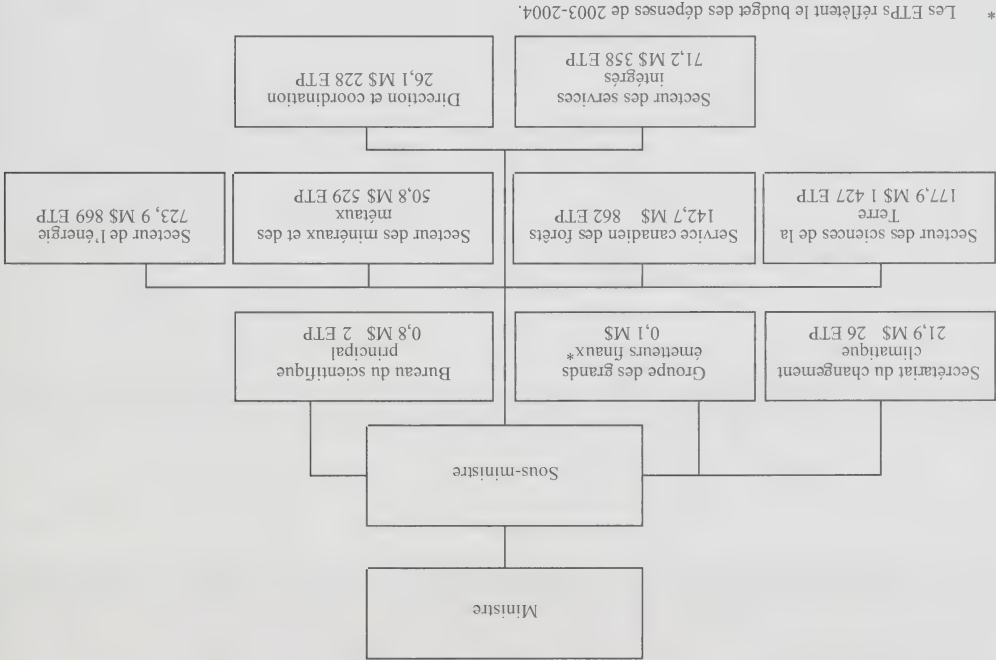 Ministre
Sous-ministre
Bureau du scientifique
principal
0,8 M$ 2 ETP
Groupe des grands
émetteurs finaux*
0,1 M$
Secrétariat du changement
climatique
21,9 M$ 26 ETP
Secteur de l'énergie
723, 9 M$ 869 ETP
Secteur des minéraux et des
métaux
50,8 M$ 529 ETP
Service canadien des forêts
142,7 M$ 862 ETP
Secteur des sciences de la
Terre
177,9 M$ 1 427 ETP
Direction et coordination
26,1 M$ 228 ETP
Secteur des services
intégrés
71,2 M$ 358 ETP
* Les ETPs réflètent le budget des dépenses de 2003-2004.